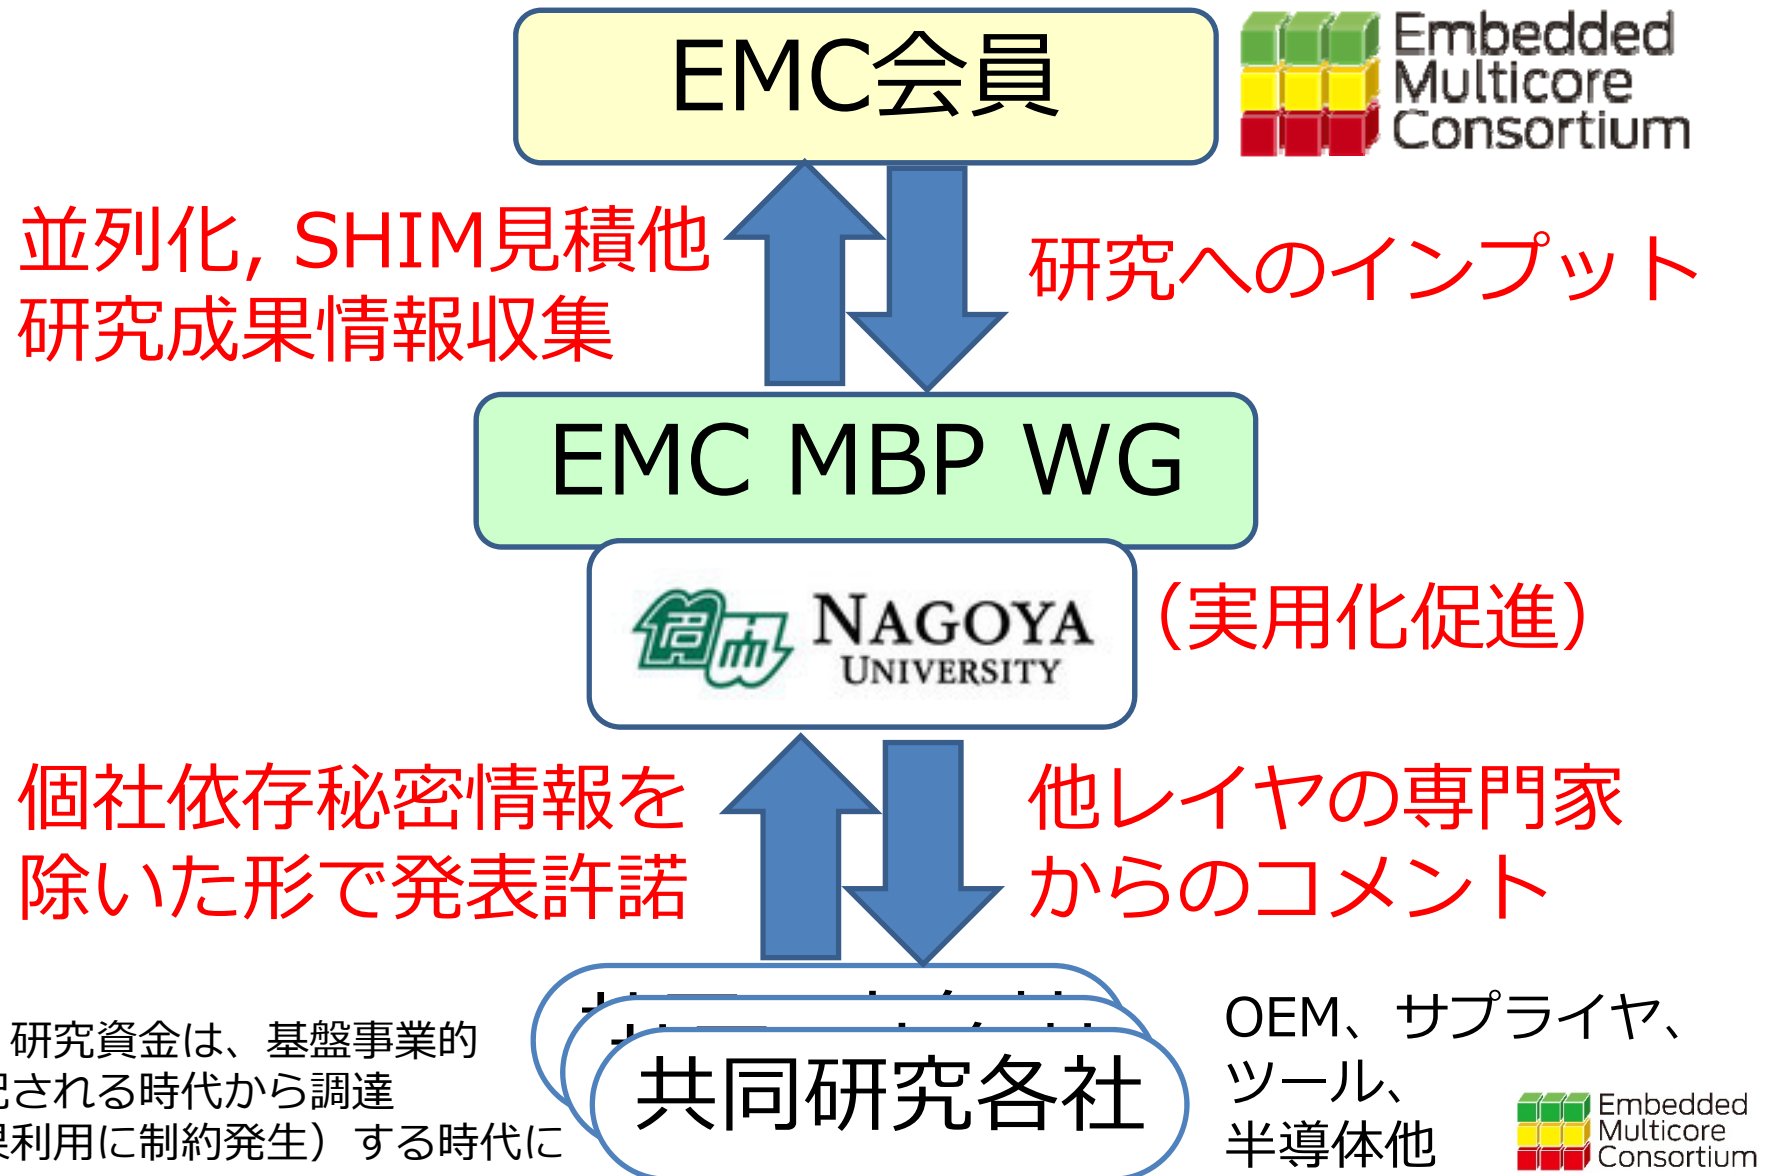 EMC会員
Embedded
Multicore
Consortium
並列化, SHIM見積他
研究成果情報収集
研究へのインプット
EMC MBP WG
NAGOYA
UNIVERSITY
（実用化促進）
個社依存秘密情報を
除いた形で発表許諾
他レイヤの専門家
からのコメント
研究資金は、基盤事業的
される時代から調達
利用に制約発生）する時代に
共同研究各社
OEM、サプライヤ、
ツール、
半導体他
Embedded
Multicore
Consortium